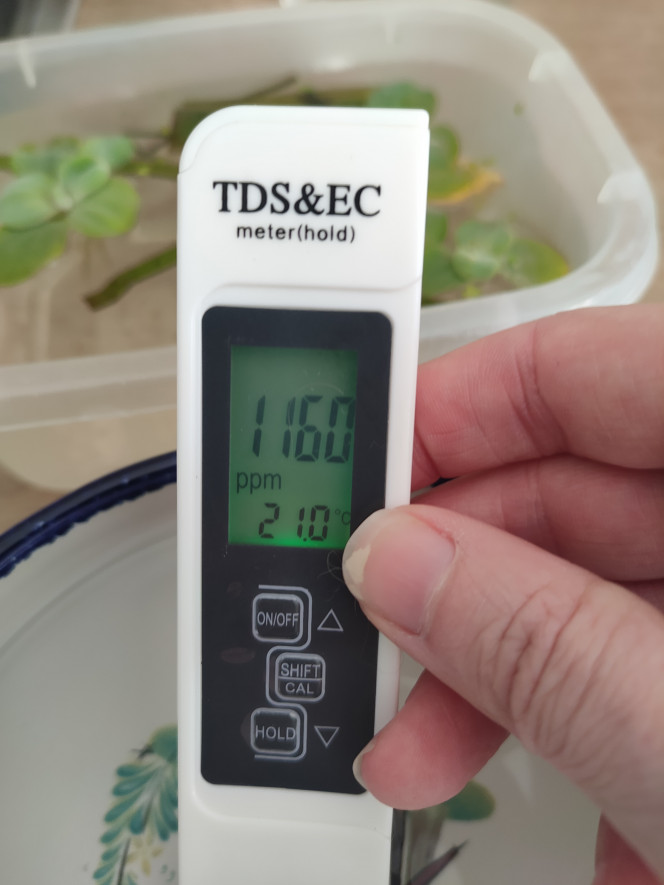 TDS&EC
meter(hold)
1160
ppm
21.0 °C
ON/OFF
SHIFT
CAL
HOLD